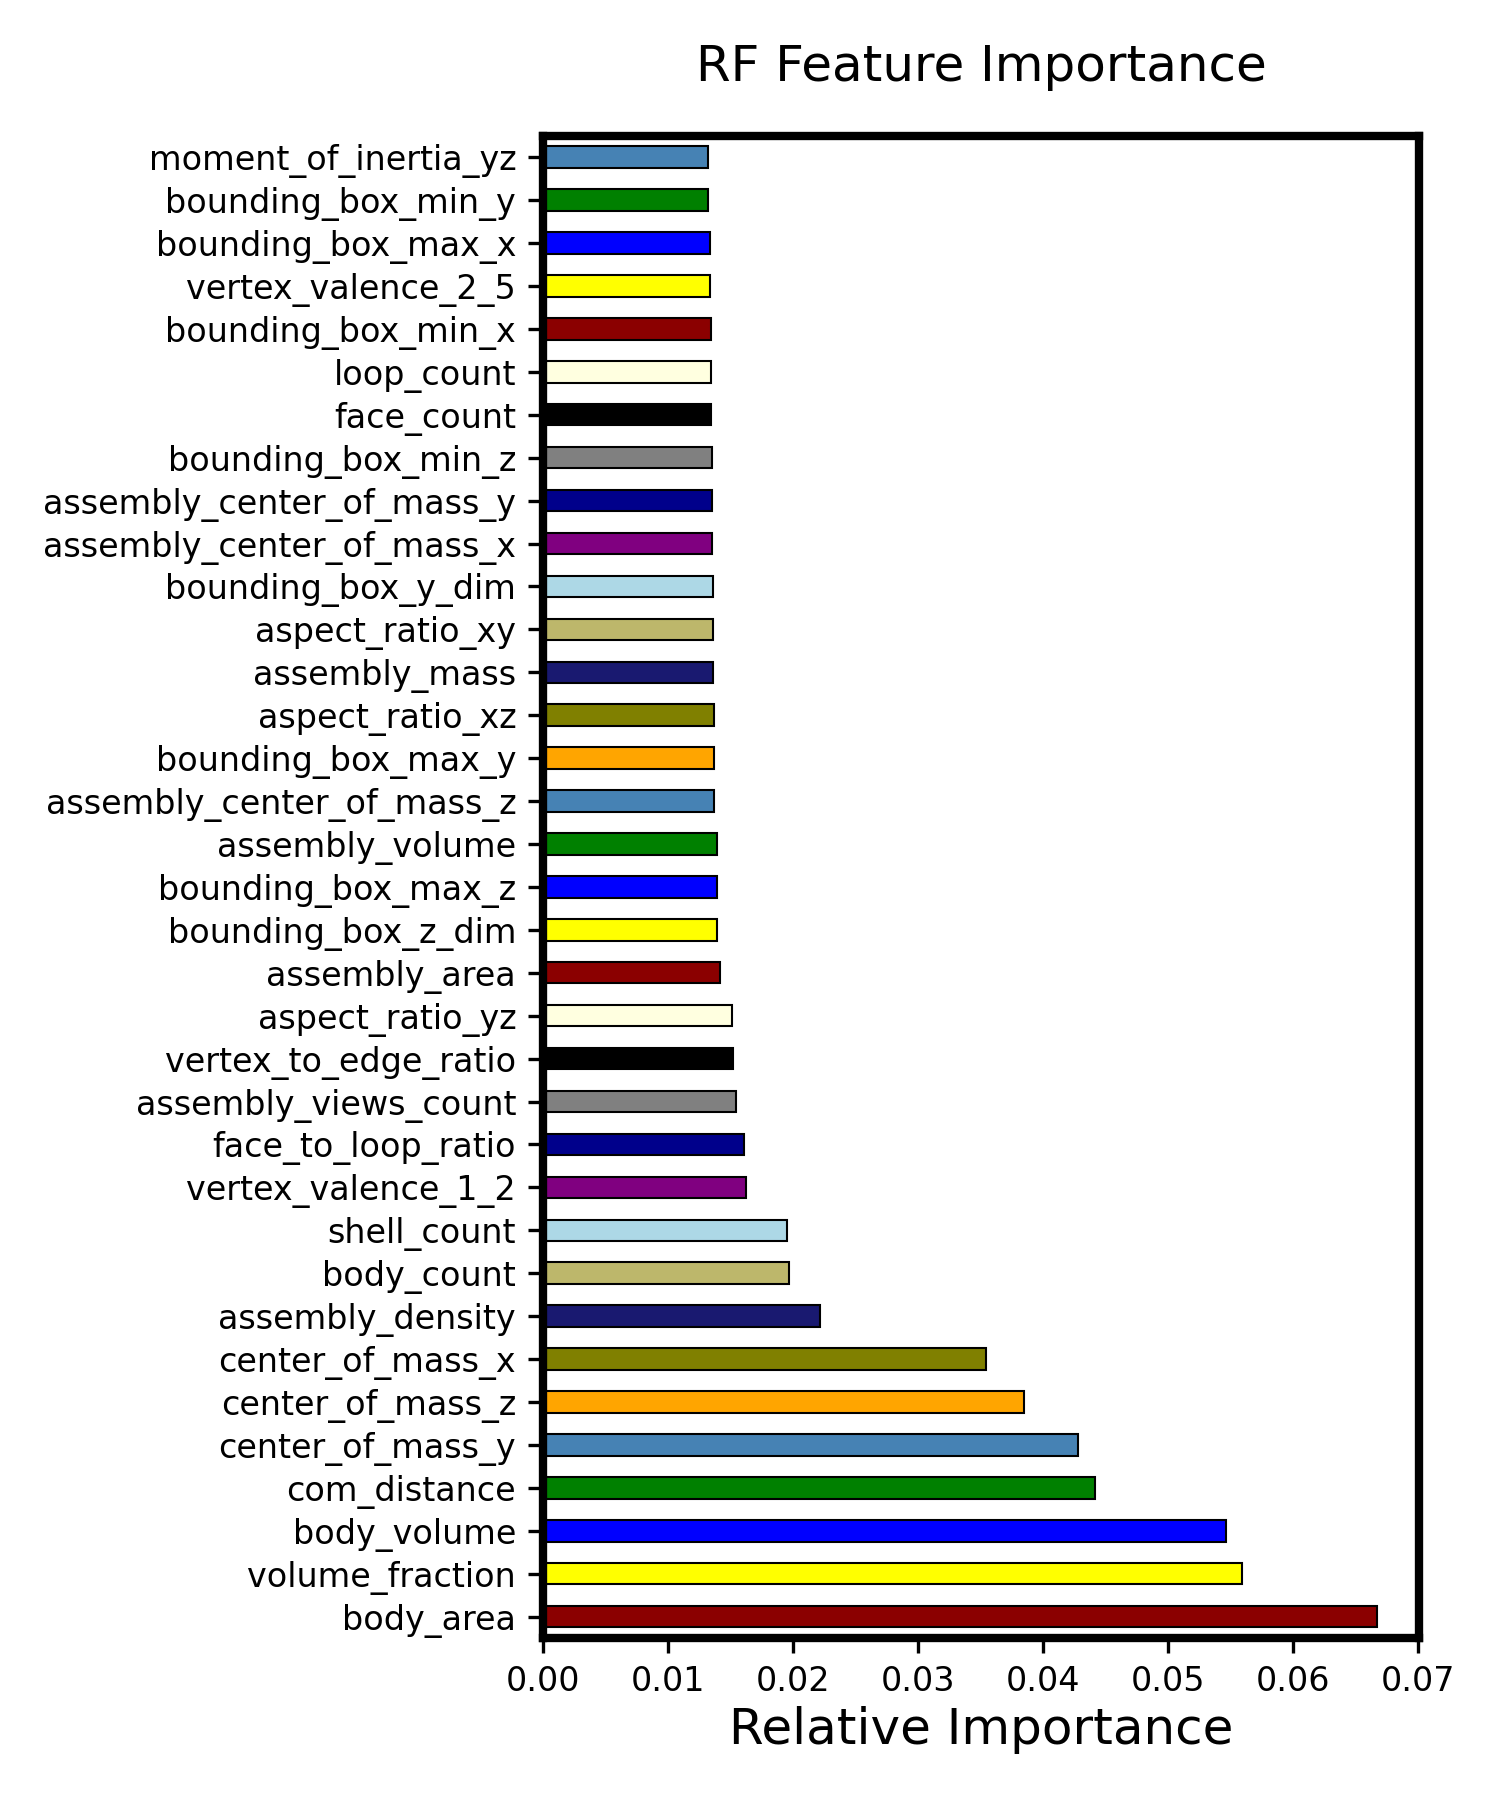 RF Feature Importance
moment_of_inertia_yz
bounding_box_min_y
bounding_box_max_x
vertex_valence_2_5
bounding_box_min_x
loop_count
face_count
bounding_box_min_z
assembly_center_of_mass_y
assembly_center_of_mass_x
bounding_box_y_dim
aspect_ratio_xy
assembly_mass
aspect_ratio_xz
bounding_box_max_y
assembly_center_of_mass_z
assembly_volume
bounding_box_max_z
bounding_box_z_dim
assembly_area
aspect_ratio_yz
vertex_to_edge_ratio
assembly_views_count
face_to_loop_ratio
vertex_valence_1_2
shell_count
body_count
assembly_density
center_of_mass_x
center_of_mass_z
center_of_mass_y
com_distance
body_volume
volume_fraction
body_area
0.00 0.01 0.02 0.03 0.04 0.05 0.06 0.07
Relative Importance